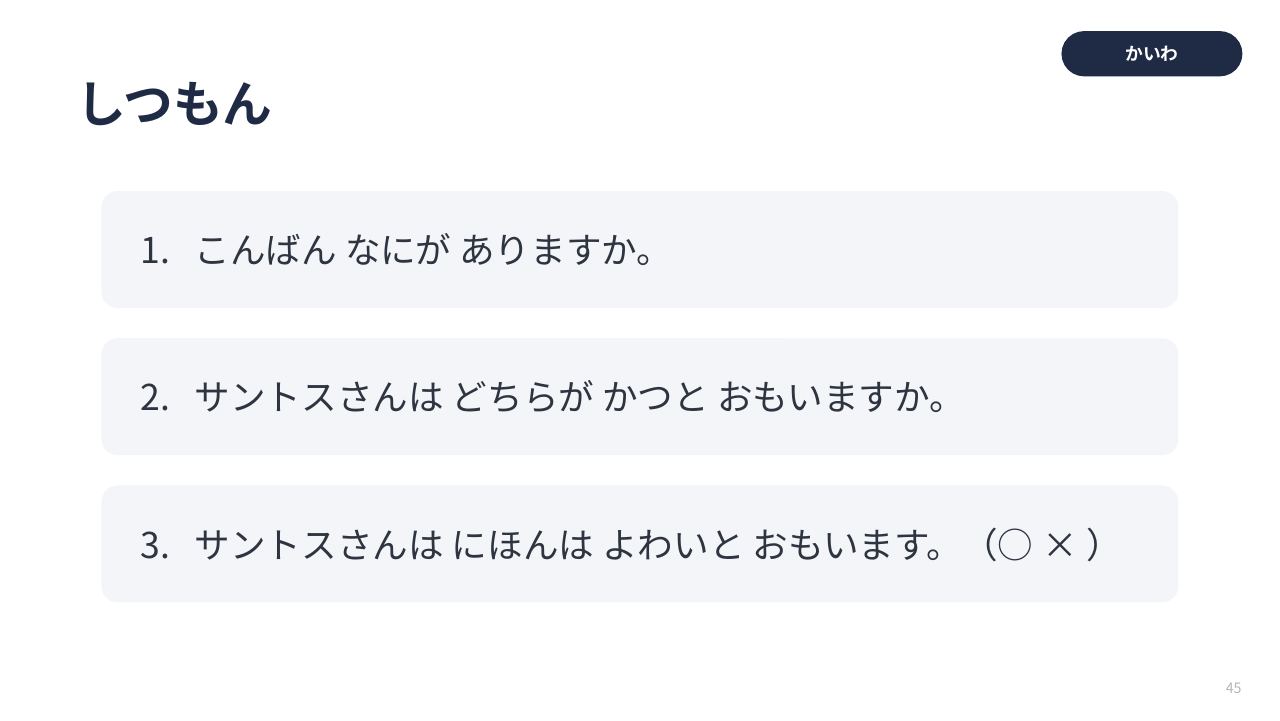 かいわ
しつもん
1. こんばん なにが ありますか。
2. サントスさんは どちらが かつと おもいますか。
3. サントスさんは にほんは よわいと おもいます。（○ × ）
45